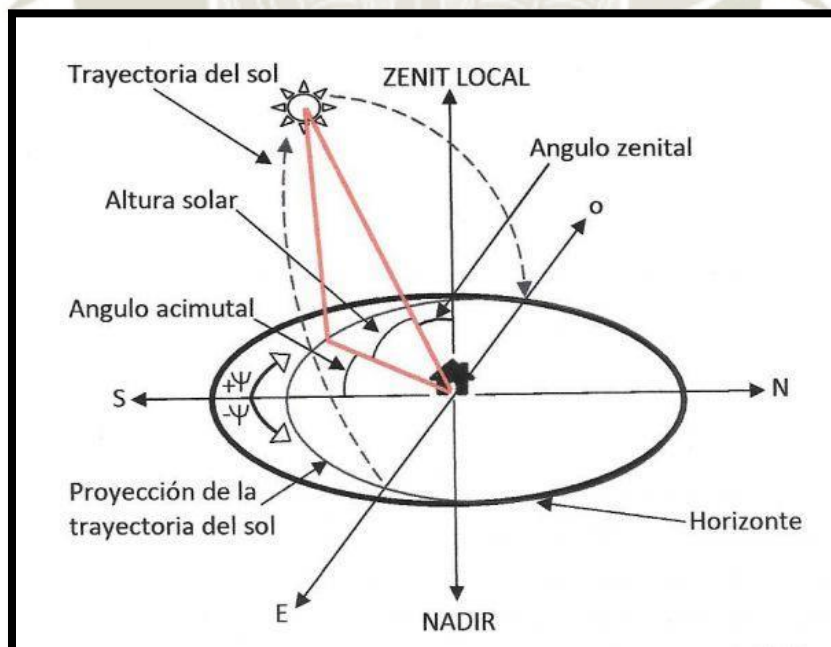 Trayectoria del sol
ZENIT LOCAL
Angulo zenital
Altura solar
O
Angulo acimutal
+Ψ
-Ψ
S
N
Proyección de la
trayectoria del sol
Horizonte
E
NADIR